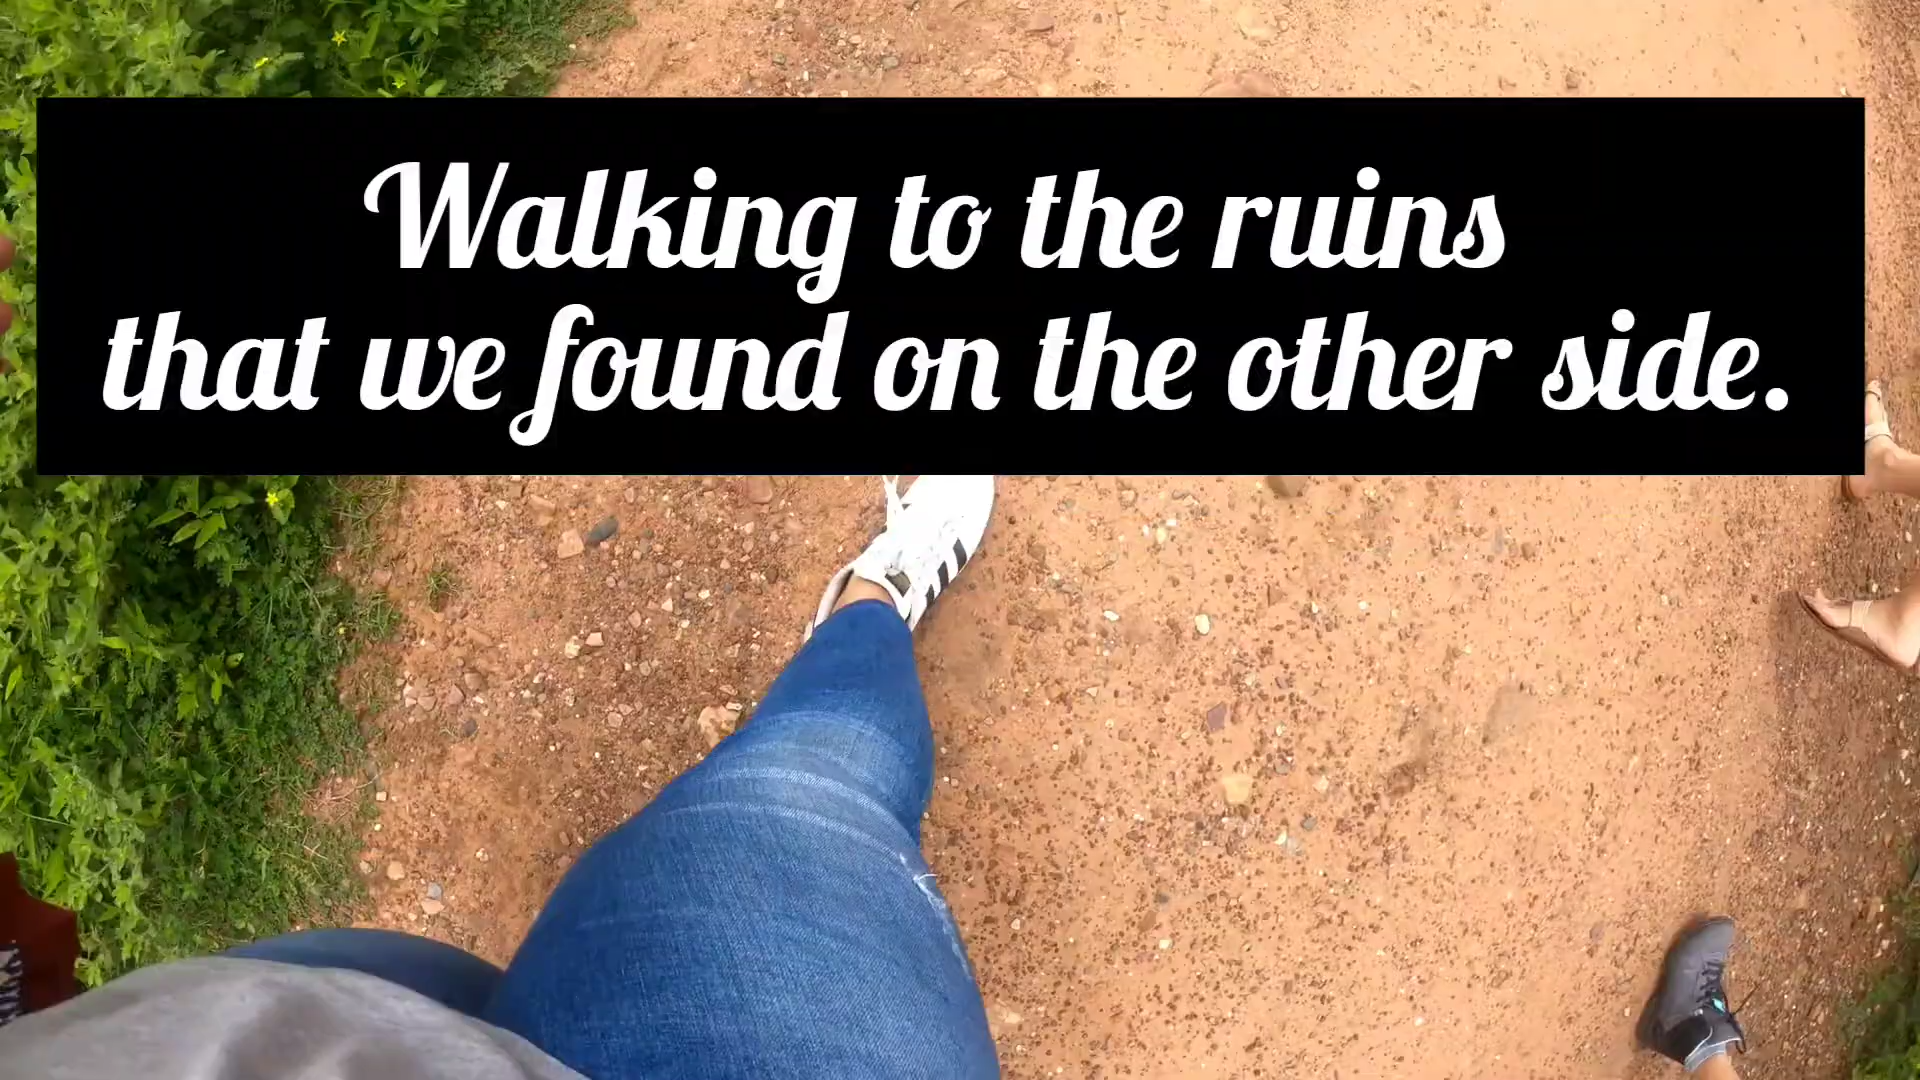 Walking to the ruins
that we found on the other side.